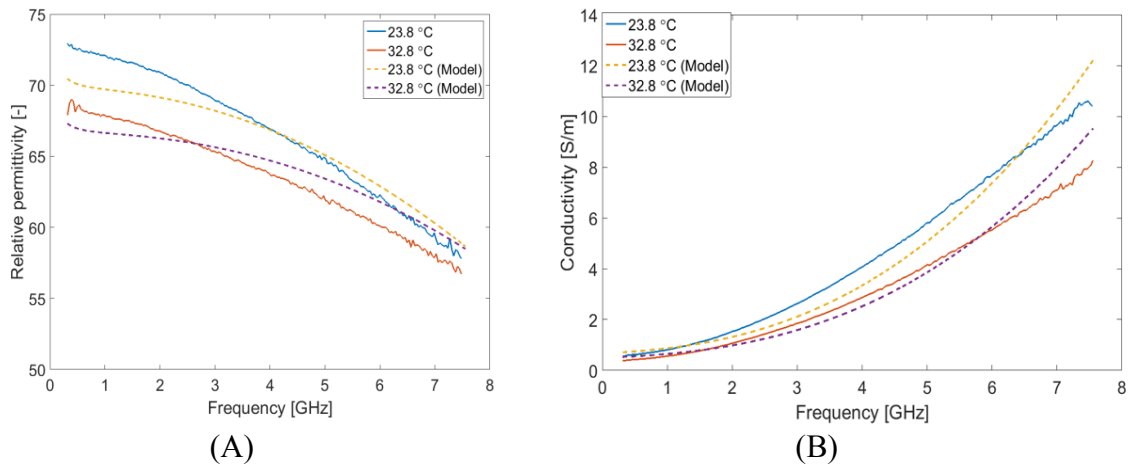 75
70
65
60
55
50
Relative permittivity [-]
0 1 2 3 4 5 6 7 8
Frequency [GHz]
23.8 °C
32.8 °C
23.8 °C (Model)
32.8 °C (Model)
(A)
14
12
10
8
6
4
2
0
Conductivity [S/m]
0 1 2 3 4 5 6 7 8
Frequency [GHz]
23.8 °C
32.8 °C
23.8 °C (Model)
32.8 °C (Model)
(B)